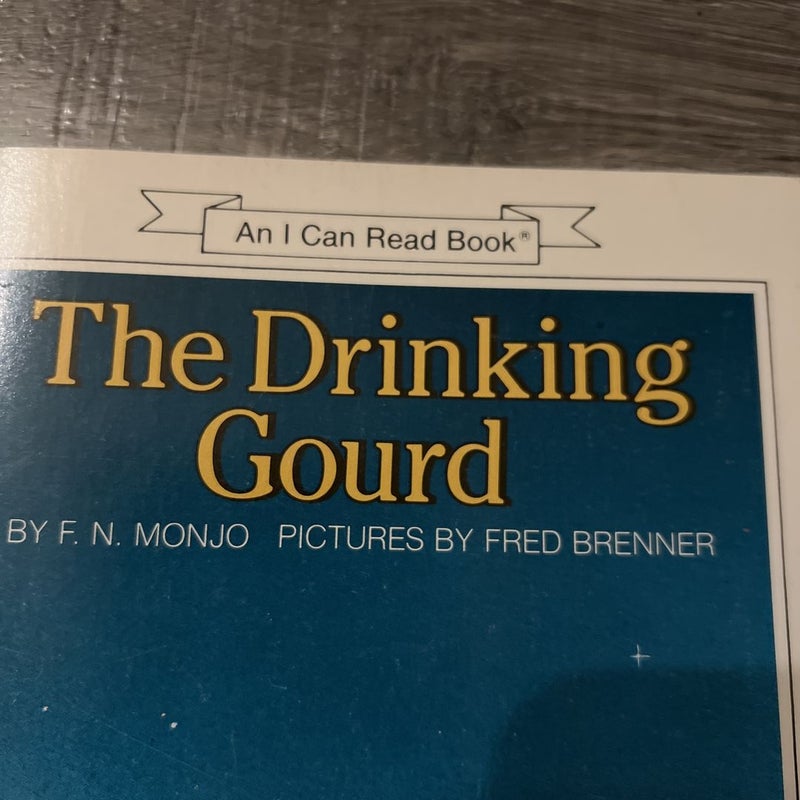 An I Can Read Book®
The Drinking
Gourd
BY F. N. MONJO PICTURES BY FRED BRENNER